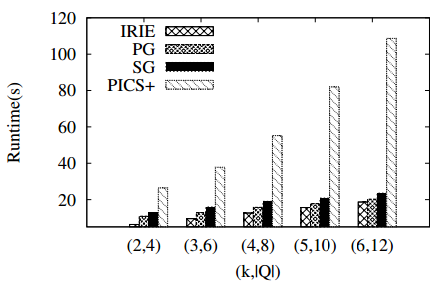 120
100
80
60
40
20
Runtime(s)
IRIE
PG
SG
PICS+
(2,4) (3,6) (4,8) (5,10) (6,12)
(k,|Q|)